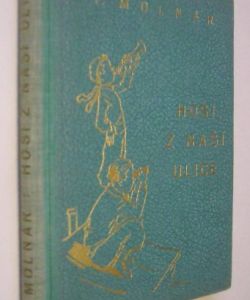 MOLNÁR HOŠI Z NAŠÍ ULICE
F. MOLNÁR
HOŠI
Z NAŠÍ
ULICE